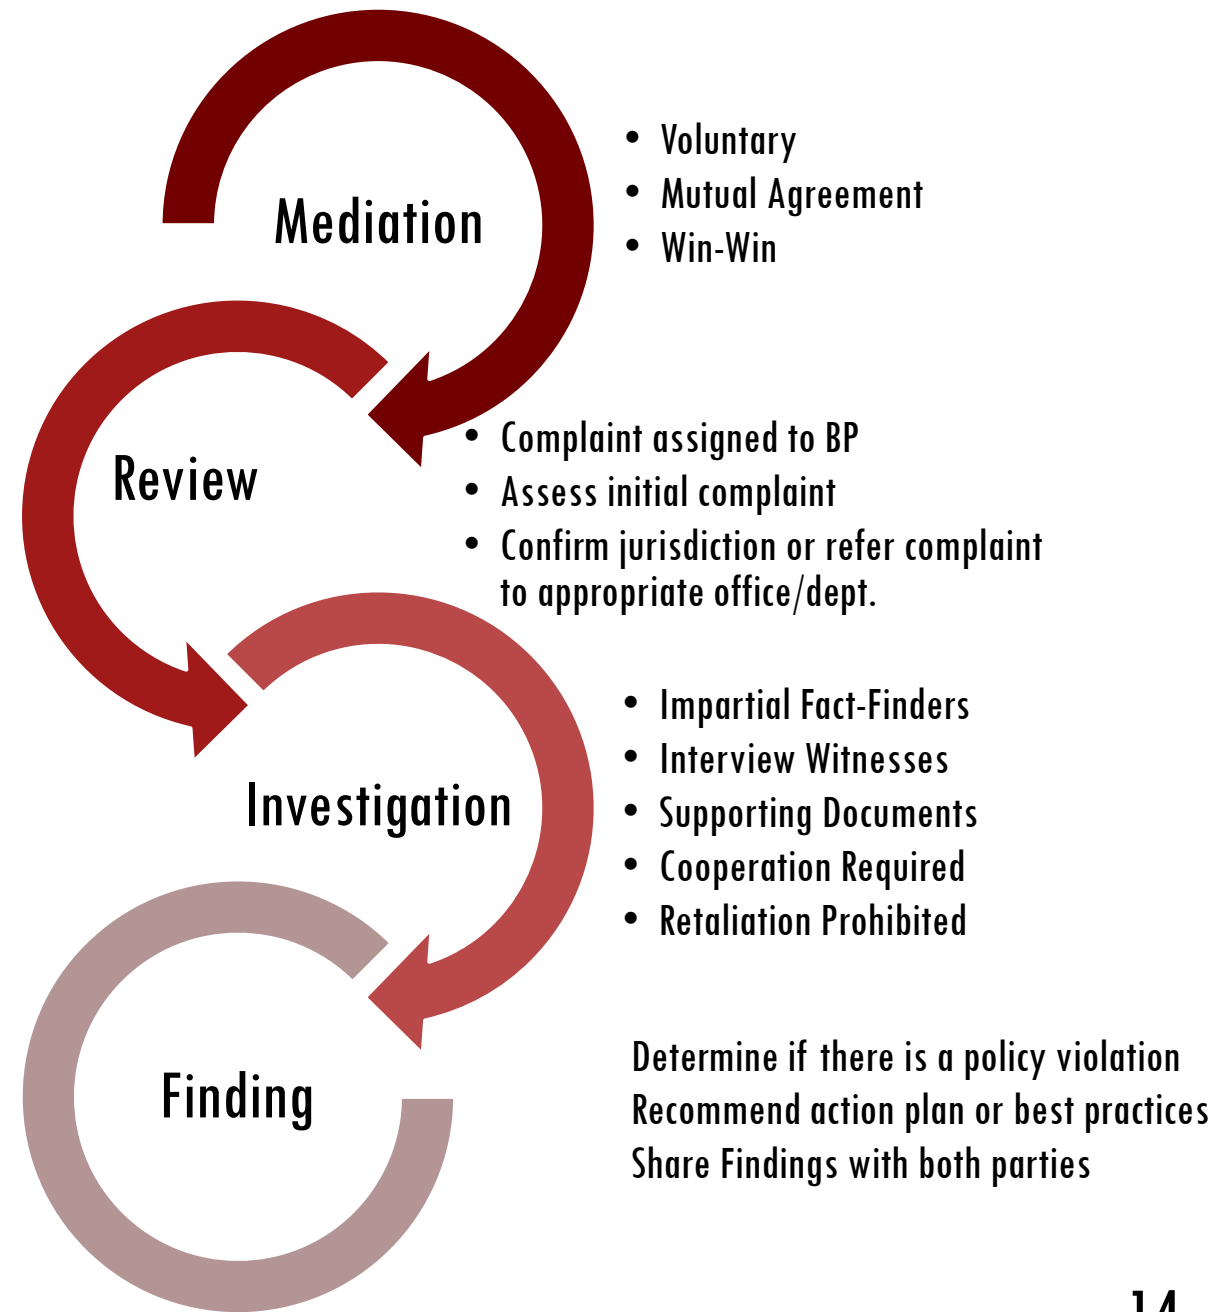 Mediation
• Voluntary
• Mutual Agreement
• Win-Win
Review
• Complaint assigned to BP
• Assess initial complaint
• Confirm jurisdiction or refer complaint
to appropriate office/dept.
Investigation
• Impartial Fact-Finders
• Interview Witnesses
• Supporting Documents
• Cooperation Required
• Retaliation Prohibited
Finding
Determine if there is a policy violation
Recommend action plan or best practices
Share Findings with both parties
14